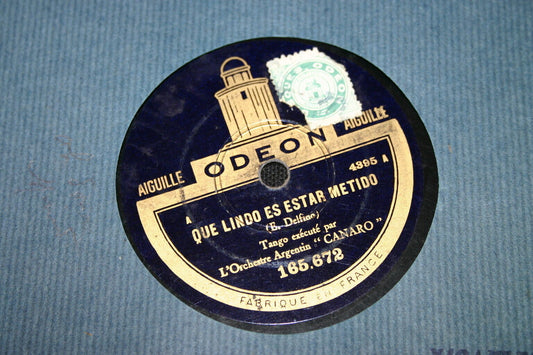 AIGUILLE
AIGUILLE
ODEON
4395 A
A
QUE LINDO ES ESTAR METIDO
(E. Delfino)
Tango exécuté par
L'Orchestre Argentin "CANARO"
165.672
FABRIQUÉ EN FRANCE